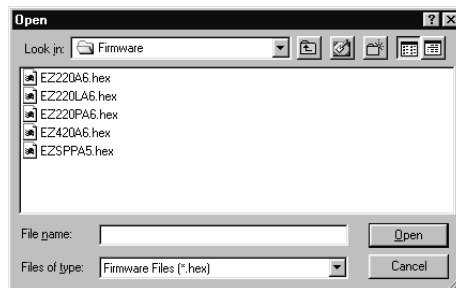 Open
Look in: Firmware
EZ220A6.hex
EZ220LA6.hex
EZ220PA6.hex
EZ420A6.hex
EZSPPA5.hex
File name: Open
Files of type: Firmware Files (*.hex) Cancel